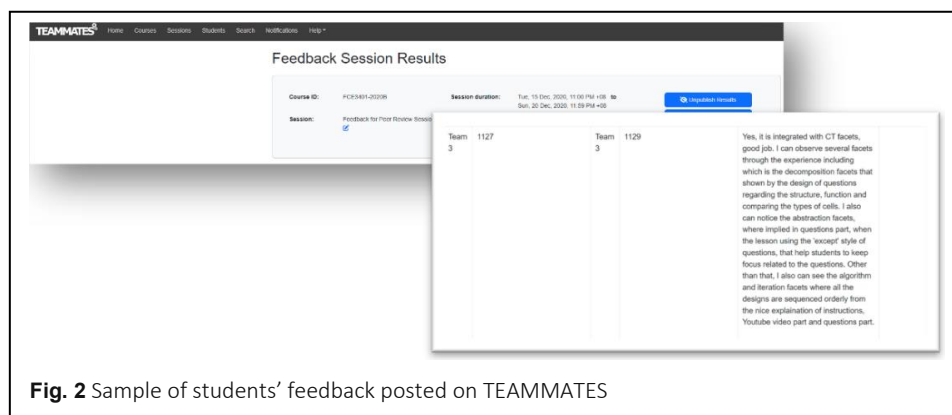 TEAMMATES Home Courses Sessions Students Search Notifications Help
Feedback Session Results
Course ID: FCE3401-2020B Session duration: Tue, 15 Dec, 2020, 11:00 PM +08 to
Sun, 20 Dec, 2020, 11:59 PM +08
Unpublish Results
Session: Feedback for Peer Review Session
Team 3 1127 Team 3 1129 Yes, it is integrated with CT facets,
good job. I can observe several facets
through the experience including
which is the decomposition facets that
shown by the design of questions
regarding the structure, function and
comparing the types of cells. I also
can notice the abstraction facets,
where implied in questions part, when
the lesson using the 'except' style of
questions, that help students to keep
focus related to the questions. Other
than that, I also can see the algorithm
and iteration facets where all the
designs are sequenced orderly from
the nice explaination of instructions,
Youtube video part and questions part.
Fig. 2 Sample of students' feedback posted on TEAMMATES